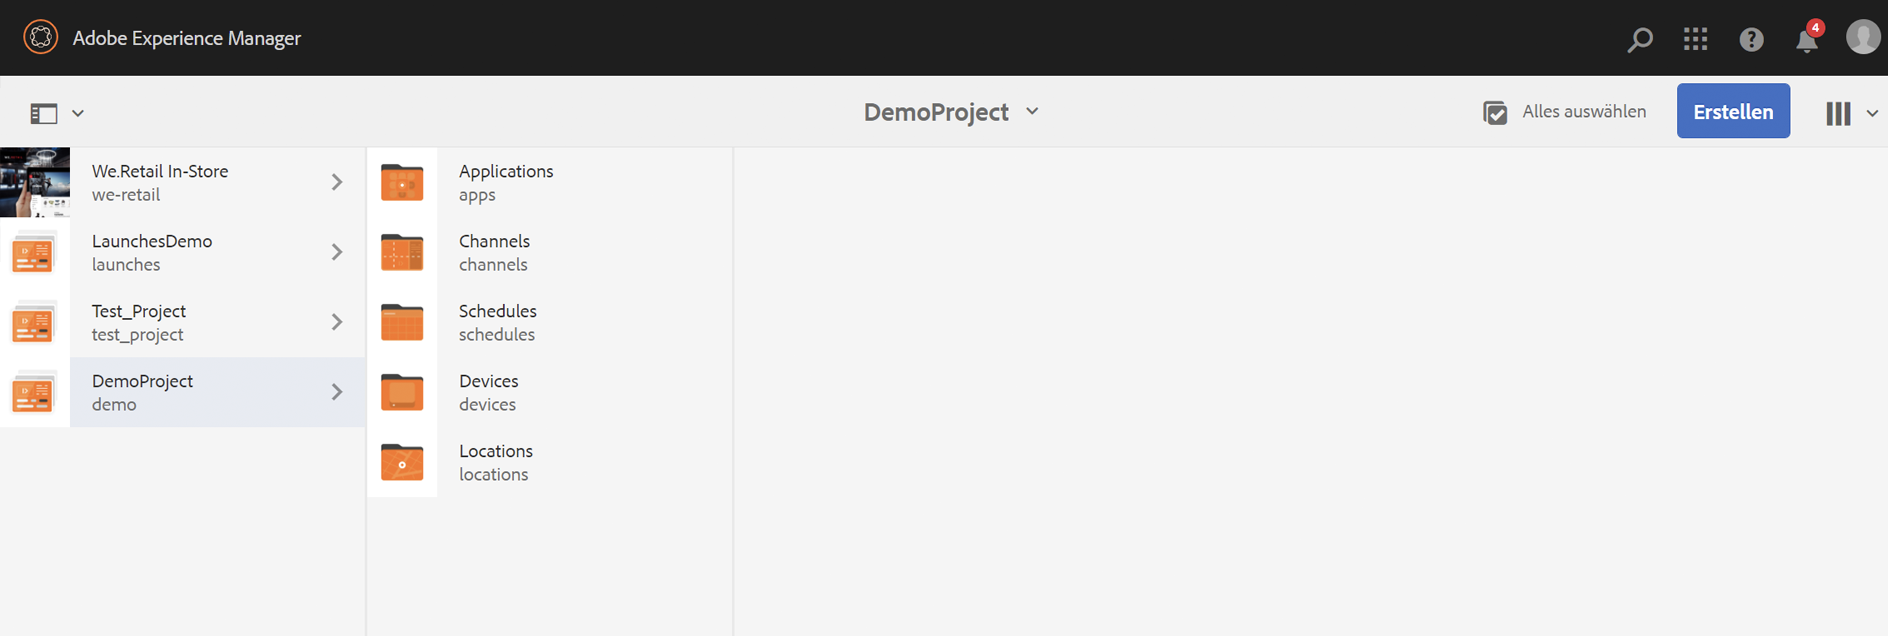 Adobe Experience Manager
4
DemoProject
Alles auswählen
Erstellen
We.Retail In-Store
we-retail
LaunchesDemo
launches
Test_Project
test_project
DemoProject
demo
Applications
apps
Channels
channels
Schedules
schedules
Devices
devices
Locations
locations